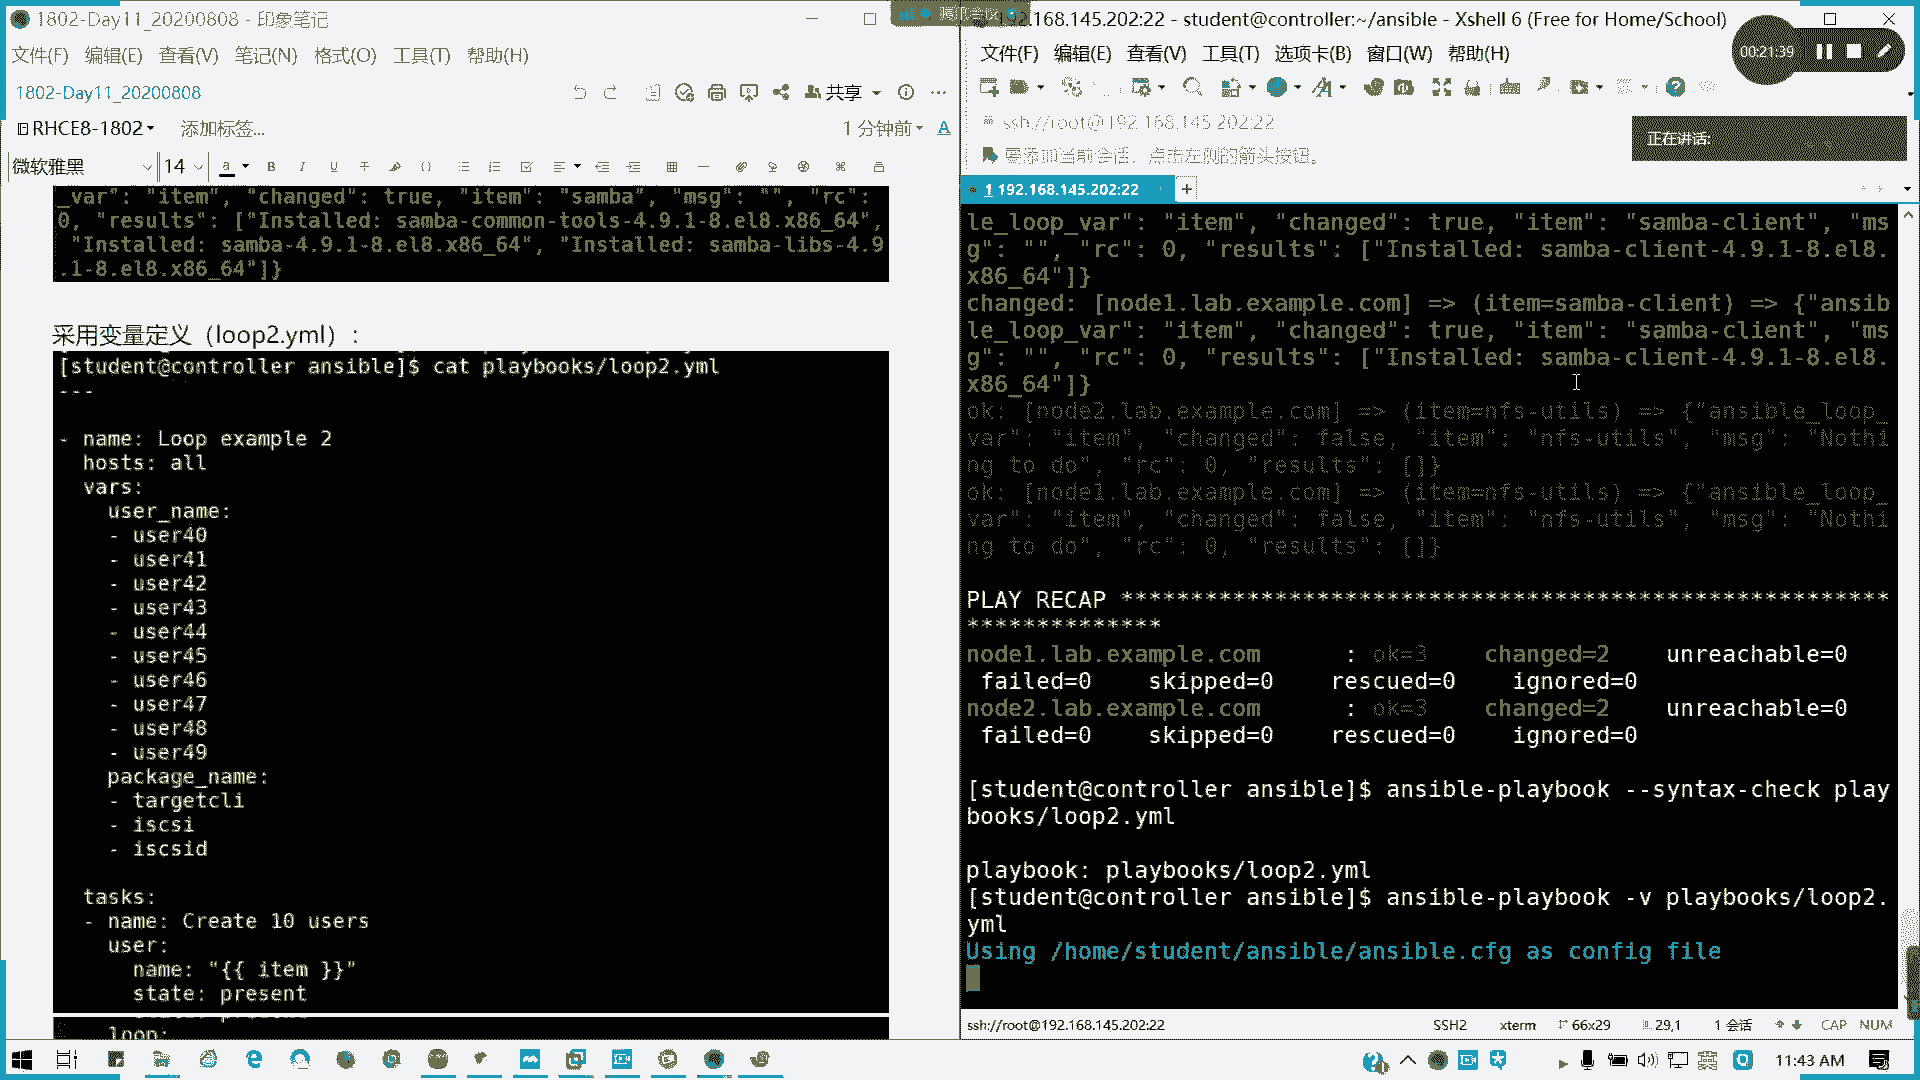 1802-Day11_20200808 - 印象笔记
文件(F) 编辑(E) 查看(V) 笔记(N) 格式(O) 工具(T) 帮助(H)
1802-Day11_20200808
共享
RHCE8-1802
添加标签...
1 分钟前
微软雅黑
14
_var": "item", "changed": true, "item": "samba", "msg": "", "rc":
0, "results": ["Installed: samba-common-tools-4.9.1-8.el8.x86_64",
"Installed: samba-4.9.1-8.el8.x86_64", "Installed: samba-libs-4.9
.1-8.el8.x86_64"]}
采用变量定义（loop2.yml）：
[student@controller ansible]$ cat playbooks/loop2.yml
---
- name: Loop example 2
hosts: all
vars:
user_name:
- user40
- user41
- user42
- user43
- user44
- user45
- user46
- user47
- user48
- user49
package_name:
- targetcli
- iscsi
- iscsid
tasks:
- name: Create 10 users
user:
name: "{{ item }}"
state: present
loop:
腾讯会议
192.168.145.202:22 - student@controller:~/ansible - Xshell 6 (Free for Home/School)
文件(F) 编辑(E) 查看(V) 工具(T) 选项卡(B) 窗口(W) 帮助(H)
00:21:39
ssh://root@192.168.145.202:22
正在讲话:
要添加当前会话，点击左侧的箭头按钮。
1 192.168.145.202:22
le_loop_var": "item", "changed": true, "item": "samba-client", "ms
g": "", "rc": 0, "results": ["Installed: samba-client-4.9.1-8.el8.
x86_64"]}
changed: [node1.lab.example.com] => (item=samba-client) => {"ansib
le_loop_var": "item", "changed": true, "item": "samba-client", "ms
g": "", "rc": 0, "results": ["Installed: samba-client-4.9.1-8.el8.
x86_64"]}
ok: [node2.lab.example.com] => (item=nfs-utils) => {"ansible_loop_
var": "item", "changed": false, "item": "nfs-utils", "msg": "Nothi
ng to do", "rc": 0, "results": []}
ok: [node1.lab.example.com] => (item=nfs-utils) => {"ansible_loop_
var": "item", "changed": false, "item": "nfs-utils", "msg": "Nothi
ng to do", "rc": 0, "results": []}
PLAY RECAP *****************************************************
**************
node1.lab.example.com : ok=3 changed=2 unreachable=0
failed=0 skipped=0 rescued=0 ignored=0
node2.lab.example.com : ok=3 changed=2 unreachable=0
failed=0 skipped=0 rescued=0 ignored=0
[student@controller ansible]$ ansible-playbook --syntax-check play
books/loop2.yml
playbook: playbooks/loop2.yml
[student@controller ansible]$ ansible-playbook -v playbooks/loop2.
yml
Using /home/student/ansible/ansible.cfg as config file
ssh://root@192.168.145.202:22 SSH2 xterm 66x29 29,1 1 会话 CAP NUM
11:43 AM